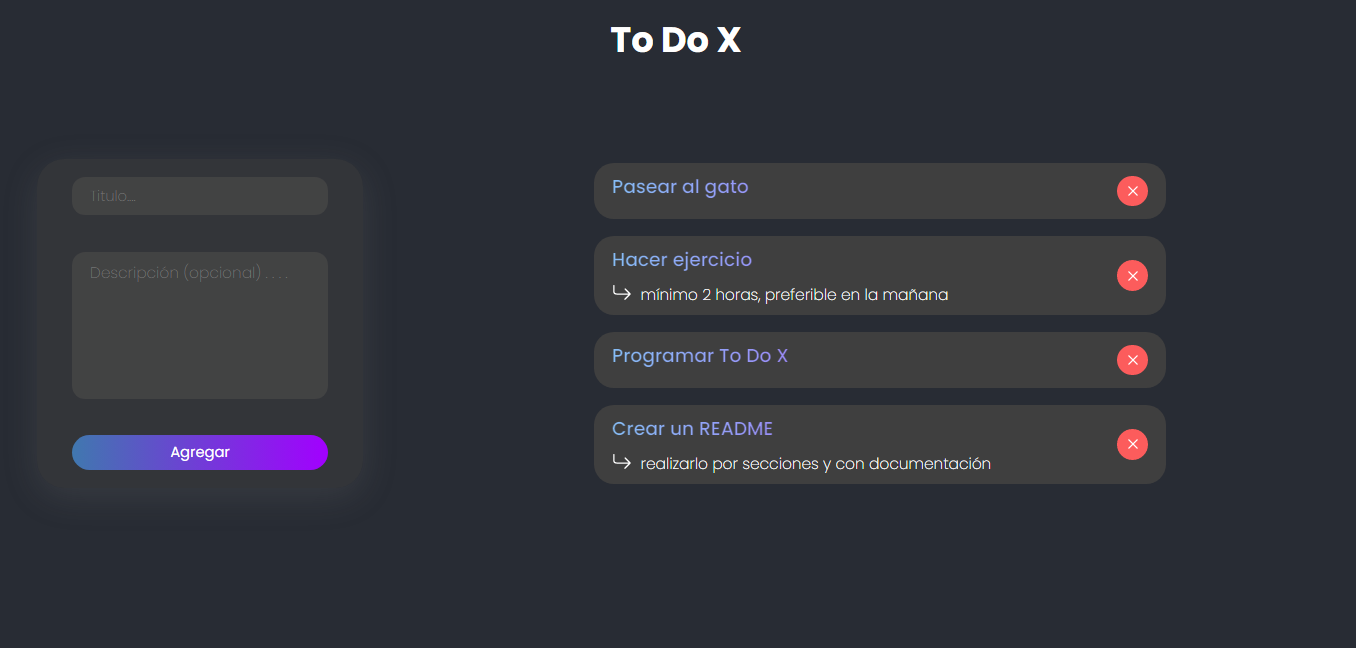 To Do X
Titulo...
Descripción (opcional) . . . .
Agregar
Pasear al gato
Hacer ejercicio
mínimo 2 horas, preferible en la mañana
Programar To Do X
Crear un README
realizarlo por secciones y con documentación